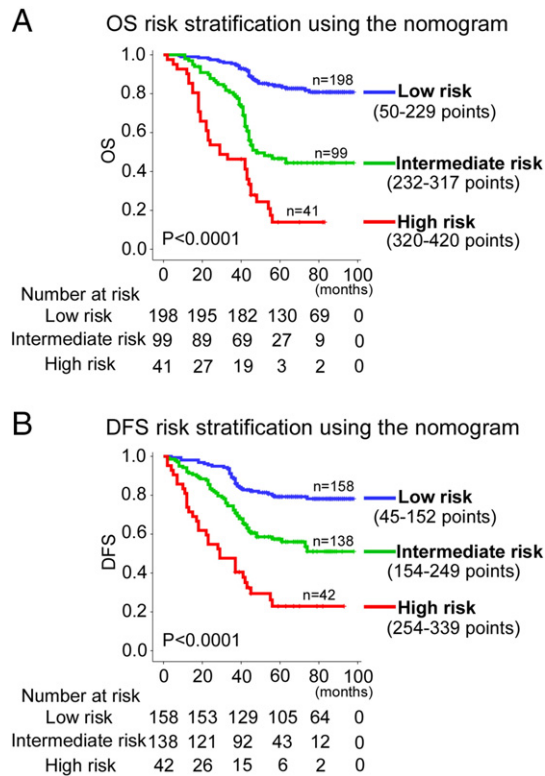 A
OS risk stratification using the nomogram
1.0
0.8
0.6
0.4
0.2
0.0
OS
n=198
n=99
n=41
P<0.0001
Low risk
(50-229 points)
Intermediate risk
(232-317 points)
High risk
(320-420 points)
0 20 40 60 80 100
(months)
Number at risk
Low risk 198 195 182 130 69 0
Intermediate risk 99 89 69 27 9 0
High risk 41 27 19 3 2 0
B
DFS risk stratification using the nomogram
1.0
0.8
0.6
0.4
0.2
0.0
DFS
n=158
n=138
n=42
P<0.0001
Low risk
(45-152 points)
Intermediate risk
(154-249 points)
High risk
(254-339 points)
0 20 40 60 80 100
(months)
Number at risk
Low risk 158 153 129 105 64 0
Intermediate risk 138 121 92 43 12 0
High risk 42 26 15 6 2 0